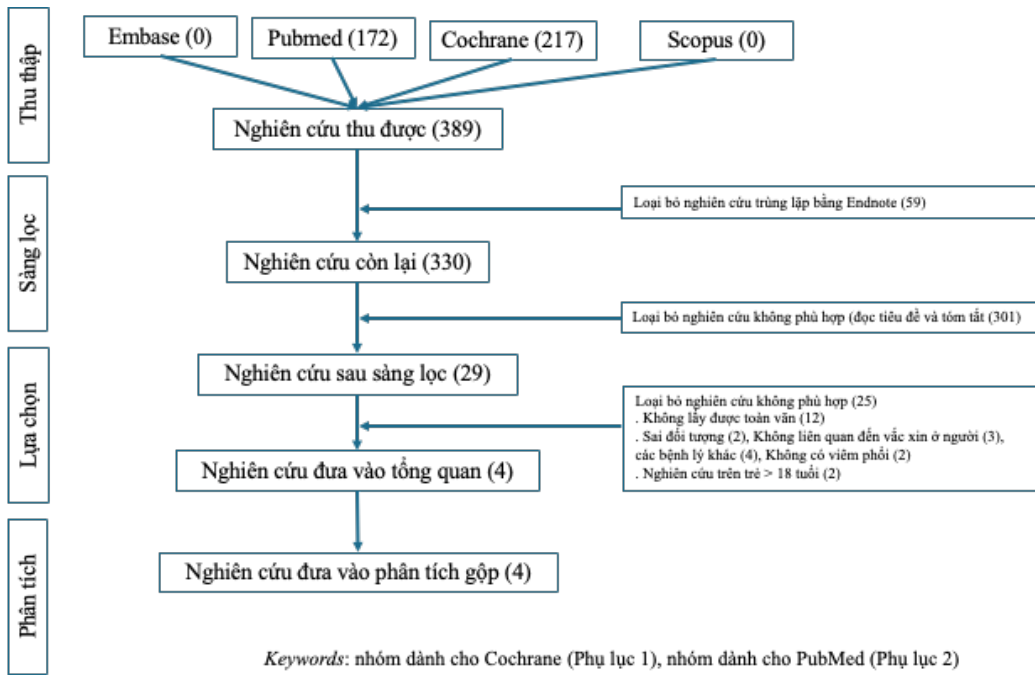 Thu thập
Embase (0)
Pubmed (172)
Cochrane (217)
Scopus (0)
Nghiên cứu thu được (389)
Sàng lọc
Loại bỏ nghiên cứu trùng lặp bằng Endnote (59)
Nghiên cứu còn lại (330)
Loại bỏ nghiên cứu không phù hợp (đọc tiêu đề và tóm tắt (301)
Lựa chọn
Nghiên cứu sau sàng lọc (29)
Loại bỏ nghiên cứu không phù hợp (25)
. Không lấy được toàn văn (12)
. Sai đối tượng (2), Không liên quan đến vắc xin ở người (3),
các bệnh lý khác (4), Không có viêm phổi (2)
. Nghiên cứu trên trẻ > 18 tuổi (2)
Nghiên cứu đưa vào tổng quan (4)
Phân tích
Nghiên cứu đưa vào phân tích gộp (4)
Keywords: nhóm dành cho Cochrane (Phụ lục 1), nhóm dành cho PubMed (Phụ lục 2)